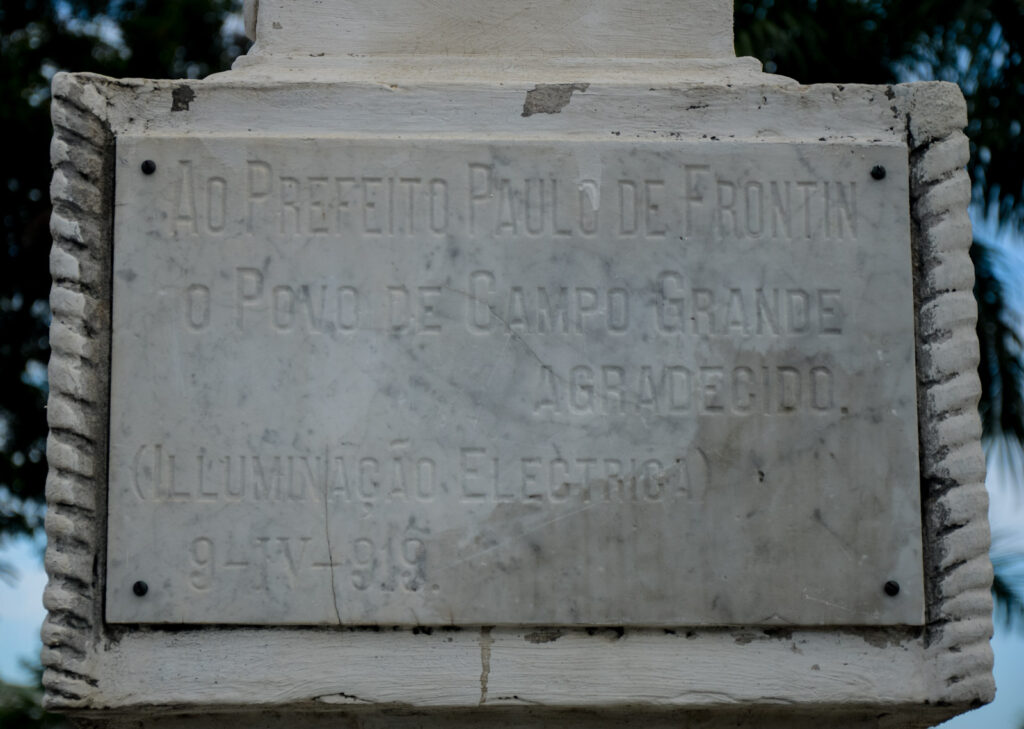 AO PREFEITO PAULO DE FRONTIN
O POVO DE CAMPO GRANDE
AGRADECIDO.
(ILLUMINAÇÃO ELECTRICA)
9-IV-919.